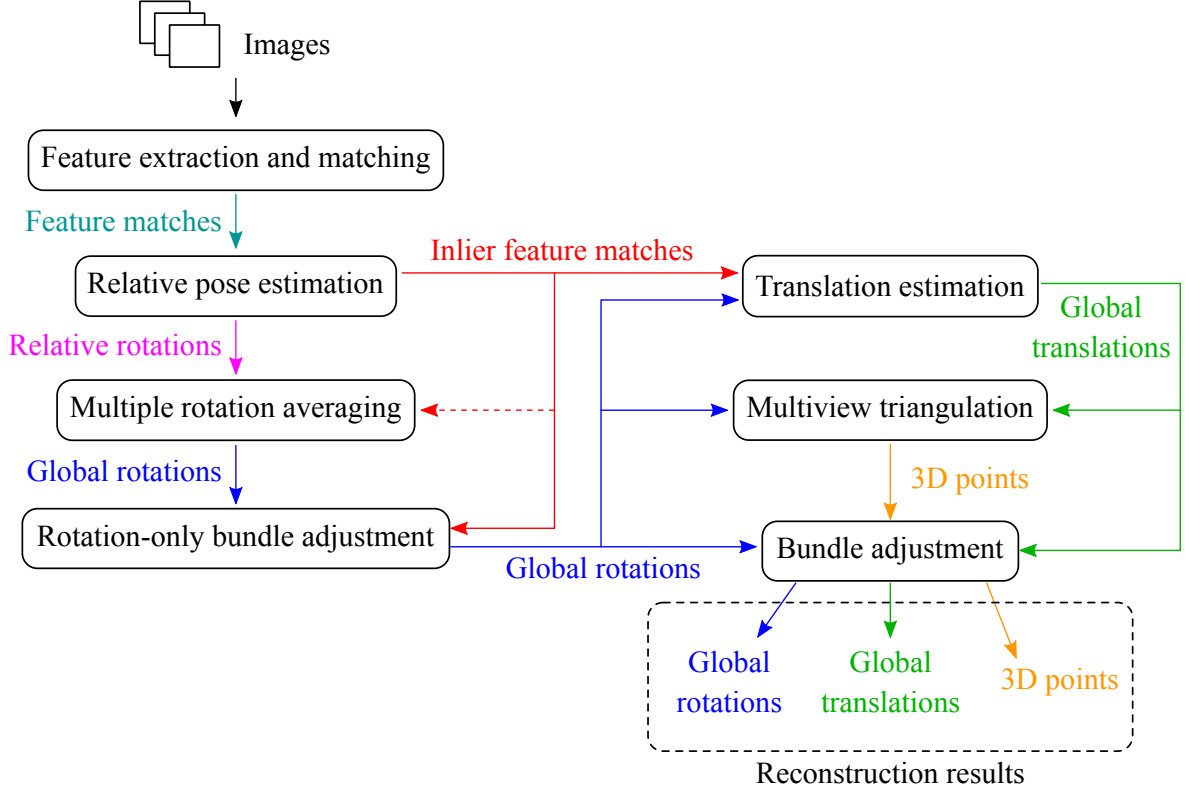 Images
Feature extraction and matching
Feature matches
Relative pose estimation
Inlier feature matches
Translation estimation
Global
translations
Relative rotations
Multiple rotation averaging
Multiview triangulation
Global rotations
3D points
Rotation-only bundle adjustment
Global rotations
Bundle adjustment
Global
rotations
Global
translations
3D points
Reconstruction results